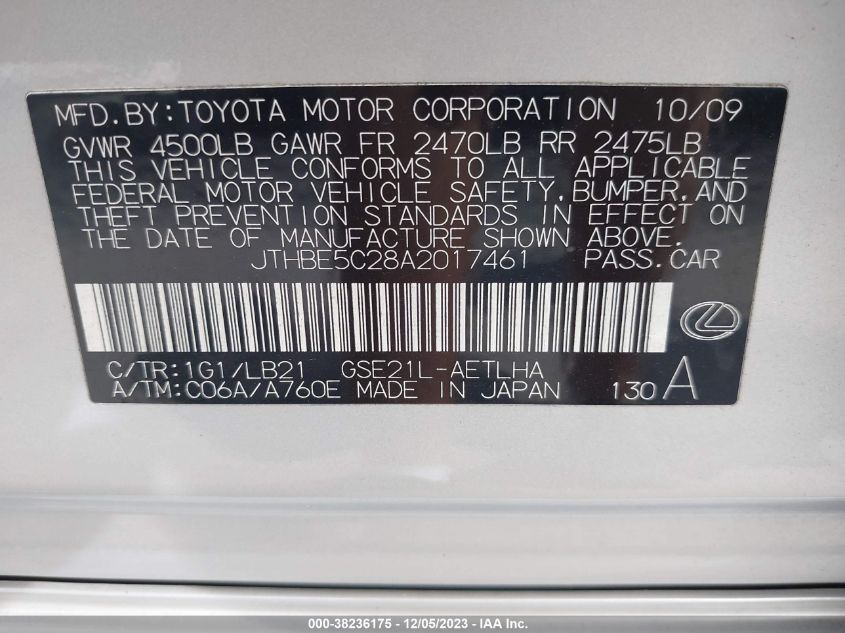 MFD.BY:TOYOTA MOTOR CORPORATION 10/09
GVWR 4500LB GAWR FR 2470LB RR 2475LB
THIS VEHICLE CONFORMS TO ALL APPLICABLE
FEDERAL MOTOR VEHICLE SAFETY,BUMPER,AND
THEFT PREVENTION STANDARDS IN EFFECT ON
THE DATE OF MANUFACTURE SHOWN ABOVE.
JTHBE5C28A2017461 PASS.CAR
C/TR:1G1/LB21 GSE21L-AETLHA
A/TM:C06A/A760E MADE IN JAPAN 130 A
000-38236175 - 12/05/2023 - IAA Inc.